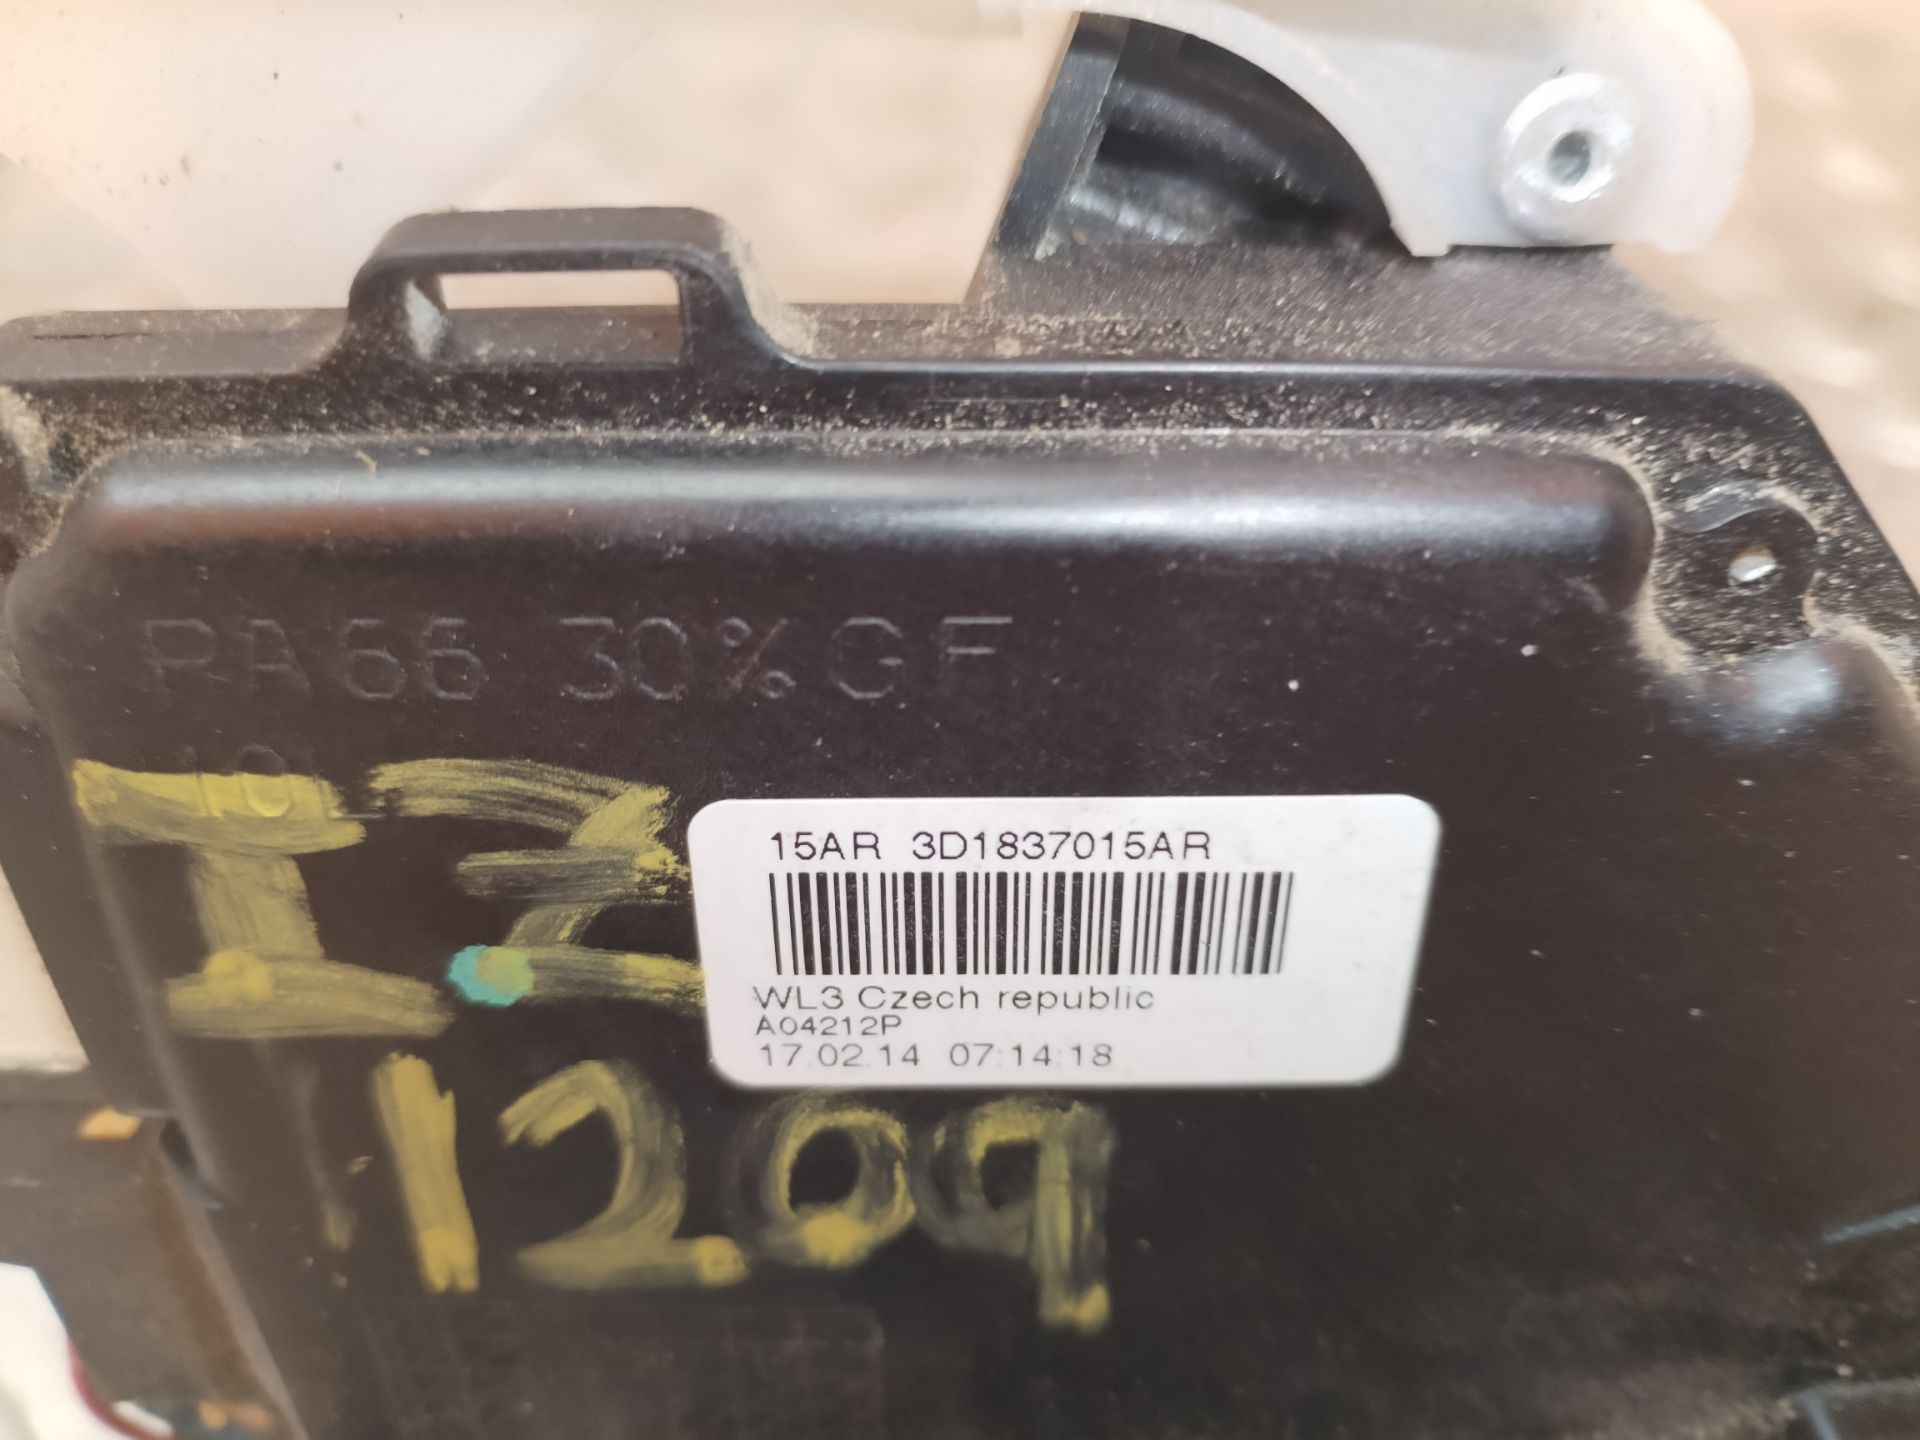 PA66 30%GF
15AR 3D1837015AR
WL3 Czech republic
A04212P
17.02.14 07:14:18
1209